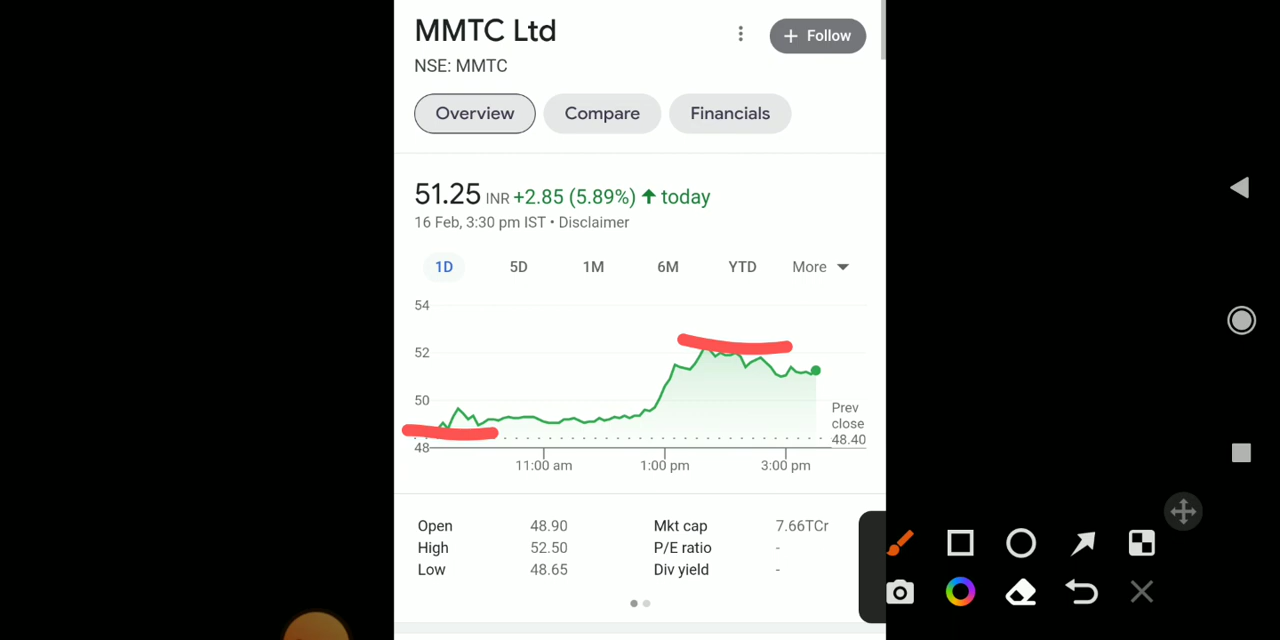 MMTC Ltd
+ Follow
NSE: MMTC
Overview Compare Financials
51.25 INR +2.85 (5.89%) ↑ today
16 Feb, 3:30 pm IST • Disclaimer
1D 5D 1M 6M YTD More
54
52
50
48
Prev
close
48.40
11:00 am 1:00 pm 3:00 pm
Open 48.90 Mkt cap 7.66TCr
High 52.50 P/E ratio -
Low 48.65 Div yield -